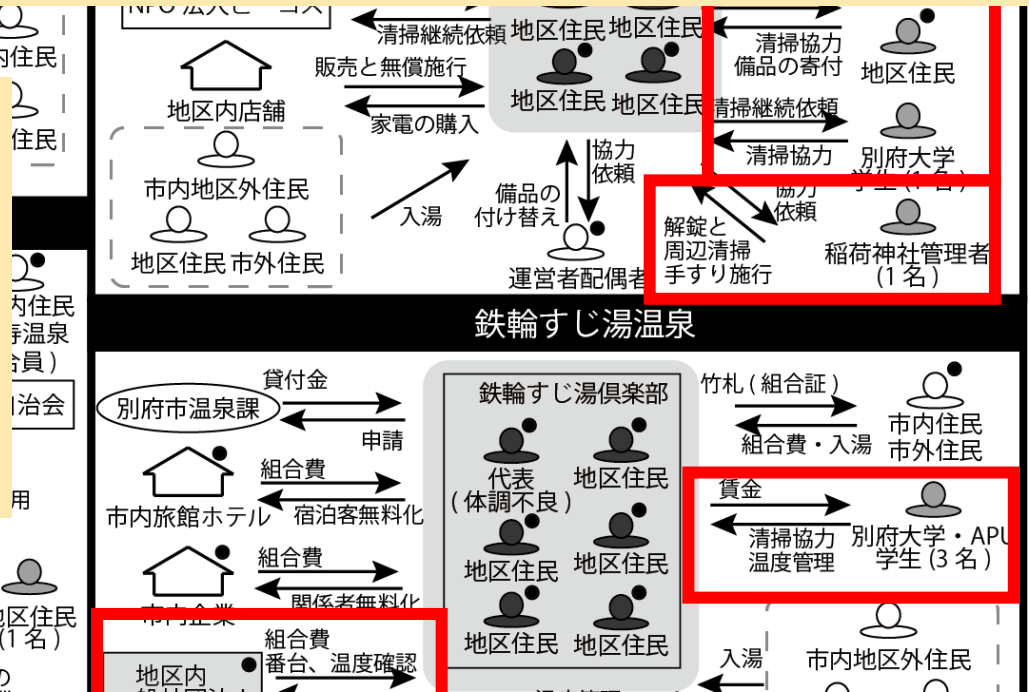 清掃継続依頼
地区住民
地区住民
清掃協力
備品の寄付
地区住民
内住民
販売と無償施行
地区内店舗
家電の購入
地区住民
地区住民
清掃継続依頼
清掃協力
別府大学
学生(1名)
住民
市内地区外住民
地区住民
市外住民
入湯
備品の
付け替え
協力
依頼
運営者配偶者
協力
依頼
解錠と
周辺清掃
手すり施行
稲荷神社管理者
(1名)
鉄輪すじ湯温泉
内住民
寿温泉
合員)
自治会
用
地区住民
(1名)
の
別府市温泉課
貸付金
申請
市内旅館ホテル
組合費
宿泊客無料化
市内企業
組合費
関係者無料化
地区内
組合費
番台、温度確認
鉄輪すじ湯倶楽部
代表
(体調不良)
地区住民
地区住民
地区住民
地区住民
地区住民
竹札(組合証)
組合費・入湯
市内住民
市外住民
賃金
清掃協力
温度管理
別府大学・APU
学生(3名)
入湯
市内地区外住民